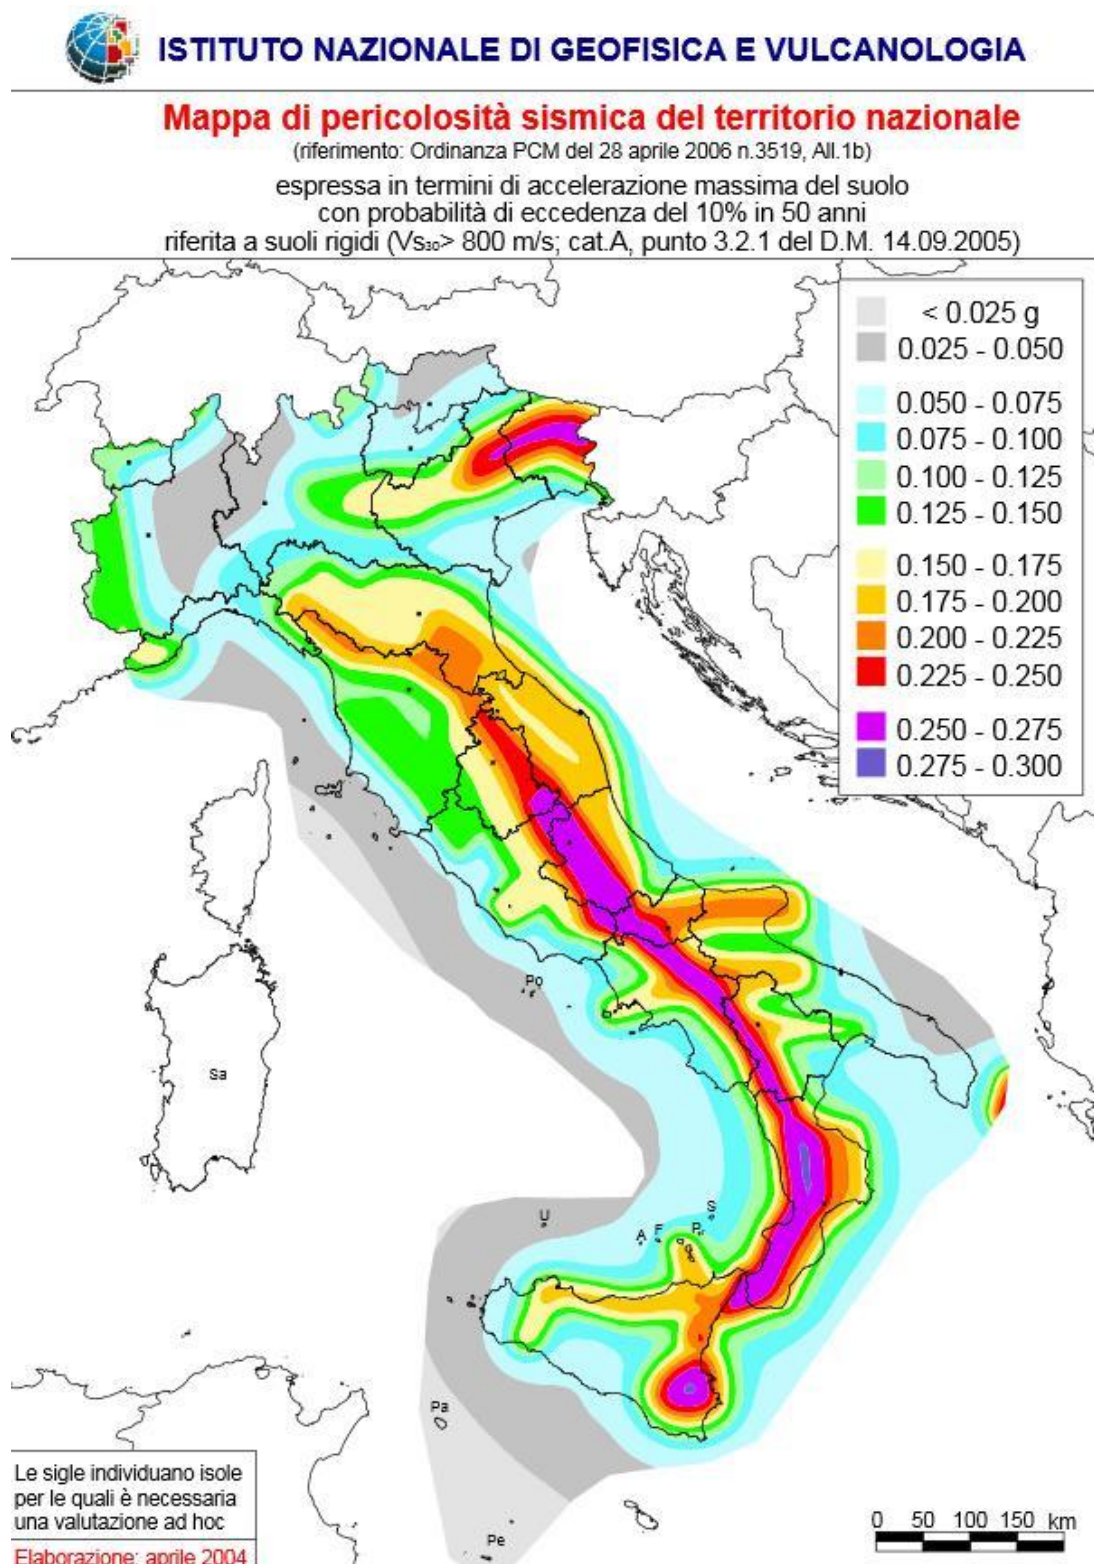 ISTITUTO NAZIONALE DI GEOFISICA E VULCANOLOGIA
Mappa di pericolosità sismica del territorio nazionale
(riferimento: Ordinanza PCM del 28 aprile 2006 n.3519, All.1b)
espressa in termini di accelerazione massima del suolo
con probabilità di eccedenza del 10% in 50 anni
riferita a suoli rigidi (Vs₃₀> 800 m/s; cat.A, punto 3.2.1 del D.M. 14.09.2005)
< 0.025 g
0.025 - 0.050
0.050 - 0.075
0.075 - 0.100
0.100 - 0.125
0.125 - 0.150
0.150 - 0.175
0.175 - 0.200
0.200 - 0.225
0.225 - 0.250
0.250 - 0.275
0.275 - 0.300
Po
Sa
U
A
F
P
S
Pa
Pe
Le sigle individuano isole
per le quali è necessaria
una valutazione ad hoc
Elaborazione: aprile 2004
0 50 100 150 km